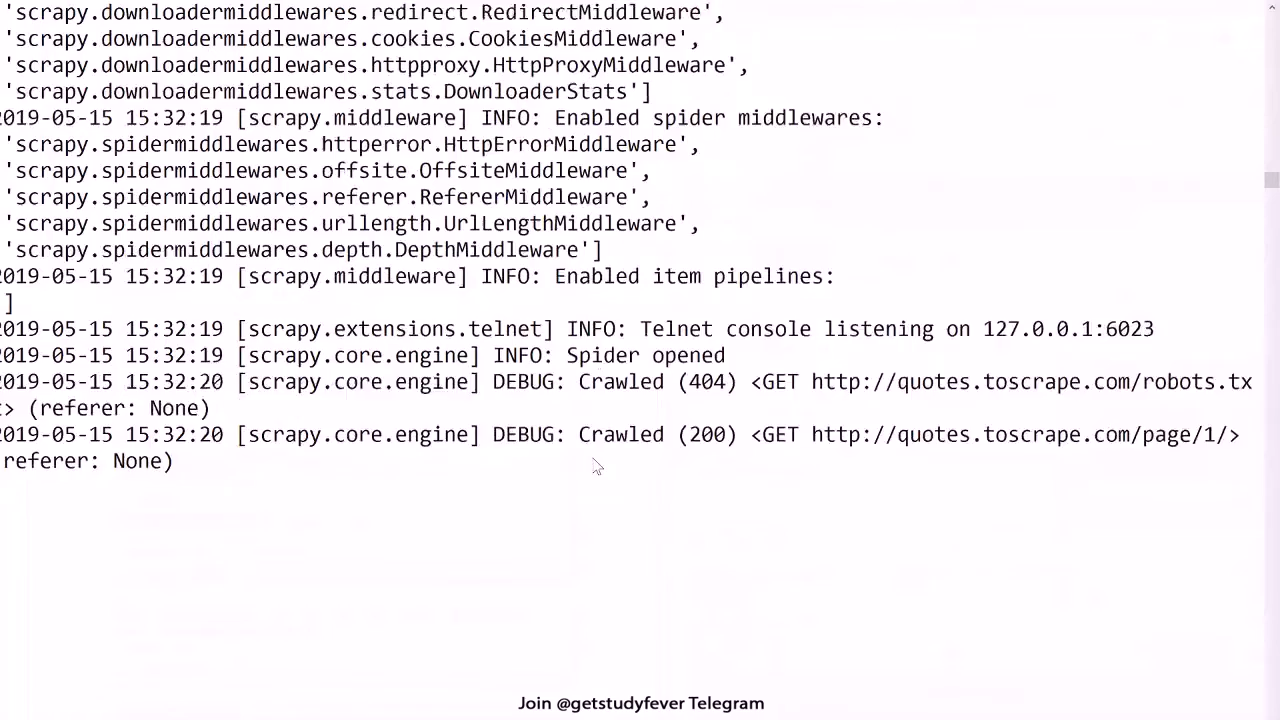 'scrapy.downloadermiddlewares.redirect.RedirectMiddleware',
'scrapy.downloadermiddlewares.cookies.CookiesMiddleware',
'scrapy.downloadermiddlewares.httpproxy.HttpProxyMiddleware',
'scrapy.downloadermiddlewares.stats.DownloaderStats']
2019-05-15 15:32:19 [scrapy.middleware] INFO: Enabled spider middlewares:
'scrapy.spidermiddlewares.httperror.HttpErrorMiddleware',
'scrapy.spidermiddlewares.offsite.OffsiteMiddleware',
'scrapy.spidermiddlewares.referer.RefererMiddleware',
'scrapy.spidermiddlewares.urllength.UrlLengthMiddleware',
'scrapy.spidermiddlewares.depth.DepthMiddleware']
2019-05-15 15:32:19 [scrapy.middleware] INFO: Enabled item pipelines:
]
2019-05-15 15:32:19 [scrapy.extensions.telnet] INFO: Telnet console listening on 127.0.0.1:6023
2019-05-15 15:32:19 [scrapy.core.engine] INFO: Spider opened
2019-05-15 15:32:20 [scrapy.core.engine] DEBUG: Crawled (404) <GET http://quotes.toscrape.com/robots.tx
t> (referer: None)
2019-05-15 15:32:20 [scrapy.core.engine] DEBUG: Crawled (200) <GET http://quotes.toscrape.com/page/1/>
referer: None)
Join @getstudyfever Telegram